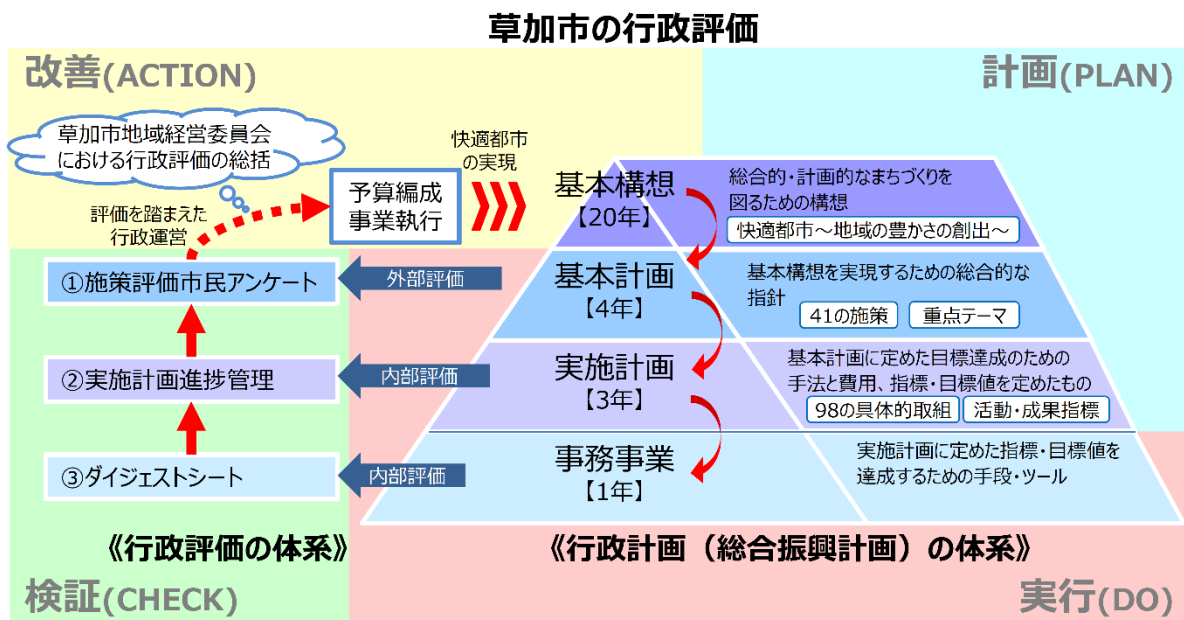 草加市の行政評価
改善(ACTION)
計画(PLAN)
草加市地域経営委員会
における行政評価の総括
快適都市
の実現
評価を踏まえた
行政運営
予算編成
事業執行
基本構想
【20年】
総合的・計画的なまちづくりを
図るための構想
快適都市～地域の豊かさの創出～
①施策評価市民アンケート
外部評価
基本計画
【4年】
基本構想を実現するための総合的な
指針
41の施策
重点テーマ
②実施計画進捗管理
内部評価
実施計画
【3年】
基本計画に定めた目標達成のための
手法と費用、指標・目標値を定めたもの
98の具体的取組
活動・成果指標
③ダイジェストシート
内部評価
事務事業
【1年】
実施計画に定めた指標・目標値を
達成するための手段・ツール
《行政評価の体系》
《行政計画（総合振興計画）の体系》
検証(CHECK)
実行(DO)